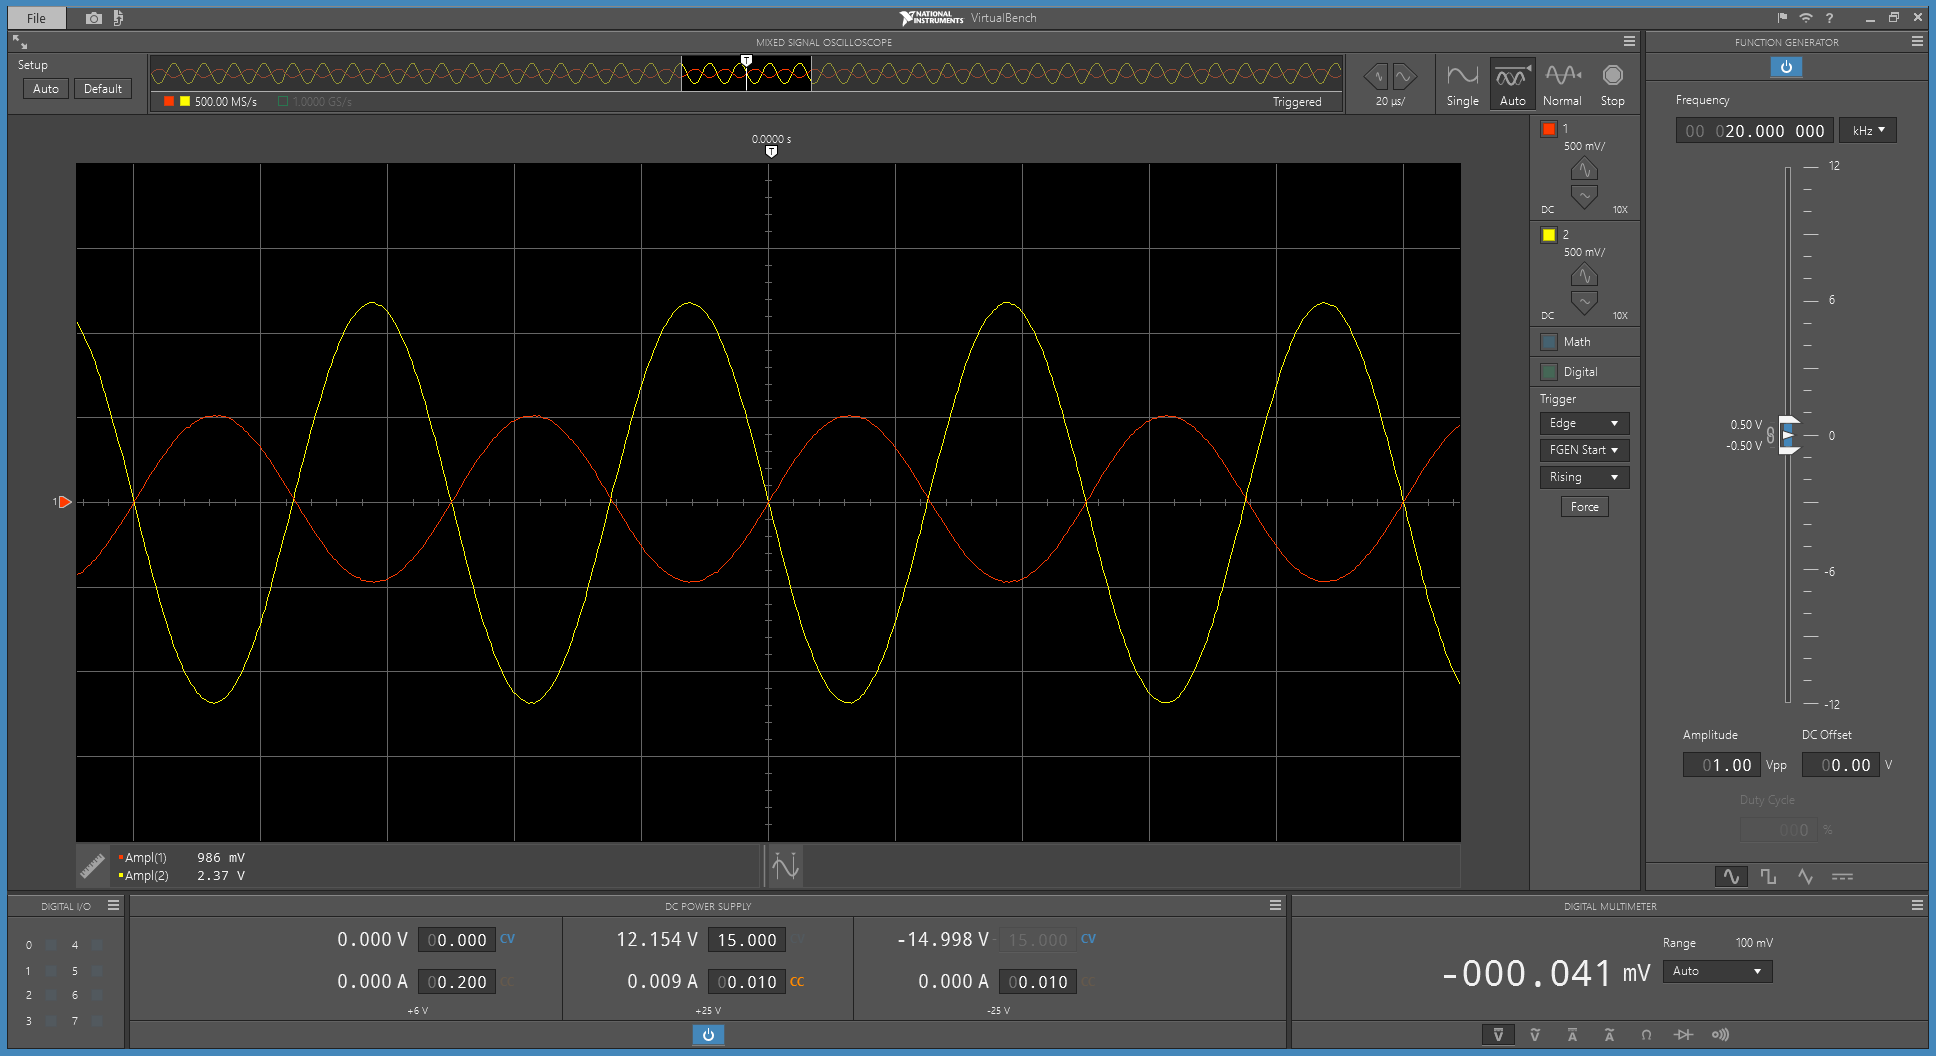 File
NATIONAL INSTRUMENTS VirtualBench
?
MIXED SIGNAL OSCILLOSCOPE
Setup
Auto
Default
T
500.00 MS/s
1.0000 GS/s
Triggered
20 µs/
Single
Auto
Normal
Stop
0.0000 s
T
1
1
500 mV/
DC
10X
2
500 mV/
DC
10X
Math
Digital
Trigger
Edge
FGEN Start
Rising
Force
Ampl(1) 986 mV
Ampl(2) 2.37 V
FUNCTION GENERATOR
Frequency
00 020.000 000 kHz
12
6
0.50 V
-0.50 V
0
-6
-12
Amplitude
01.00 Vpp
DC Offset
00.00 V
Duty Cycle
000 %
DIGITAL I/O
0 4
1 5
2 6
3 7
DC POWER SUPPLY
0.000 V 00.000 CV
0.000 A 00.200 CC
+6 V
12.154 V 15.000 CV
0.009 A 00.010 CC
+25 V
-14.998 V -15.000 CV
0.000 A 00.010 CC
-25 V
DIGITAL MULTIMETER
-000.041 mV
Range 100 mV
Auto
V
V
A
A
Ω